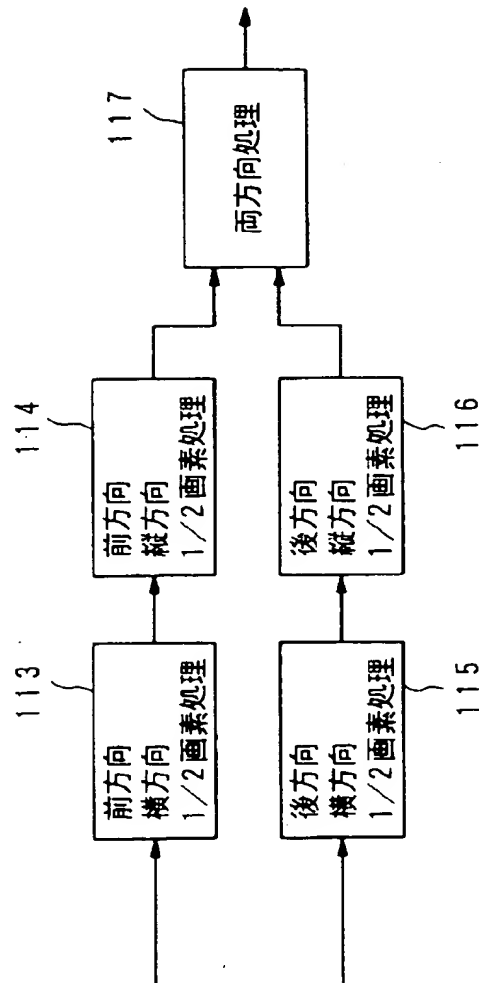 113
前方向
横方向
1/2画素処理
114
前方向
縦方向
1/2画素処理
115
後方向
横方向
1/2画素処理
116
後方向
縦方向
1/2画素処理
117
両方向処理